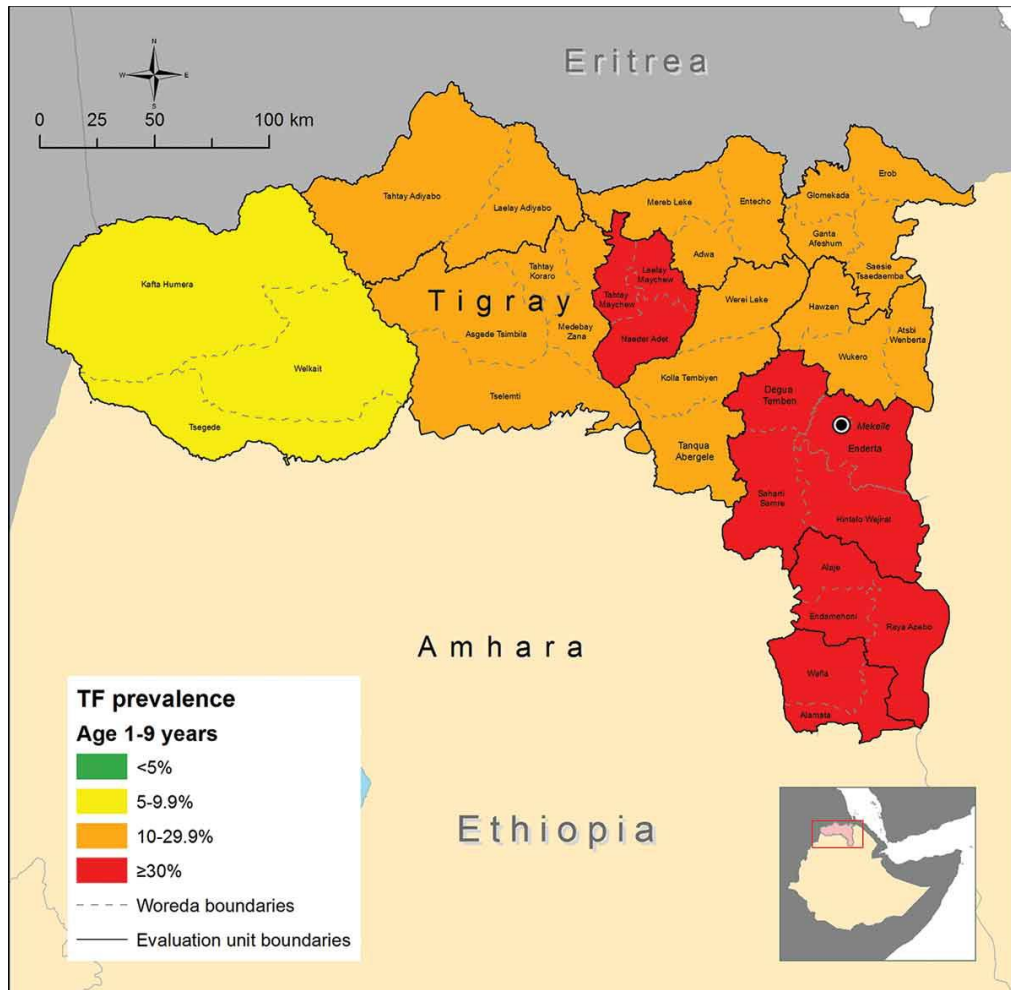 Eritrea
N
W
E
S
0
25
50
100 km
Erob
Tahtay Adiyabo
Glomekada
Mereb Leke
Entecho
Laelay Adiyabo
Ganta
Afeshum
Adwa
Saesie
Tsaedaemba
Tahtay
Koraro
Laelay
Maychew
Kafta Humera
Tigray
Tahtay
Maychew
Werei Leke
Hawzen
Asgede Tsimbila
Medebay
Zana
Naeder Adet
Atsbi
Wenberta
Wukero
Welkait
Kolla Tembiyen
Tselemti
Degua
Temben
Tsegede
Mekelle
Tanqua
Abergele
Enderta
Saharti
Samre
Hintalo Wajirat
Alaje
Endamehoni
Raya Azebo
Amhara
Wafla
Alamata
TF prevalence
Age 1-9 years
<5%
5-9.9%
10-29.9%
≥30%
Woreda boundaries
Evaluation unit boundaries
Ethiopia